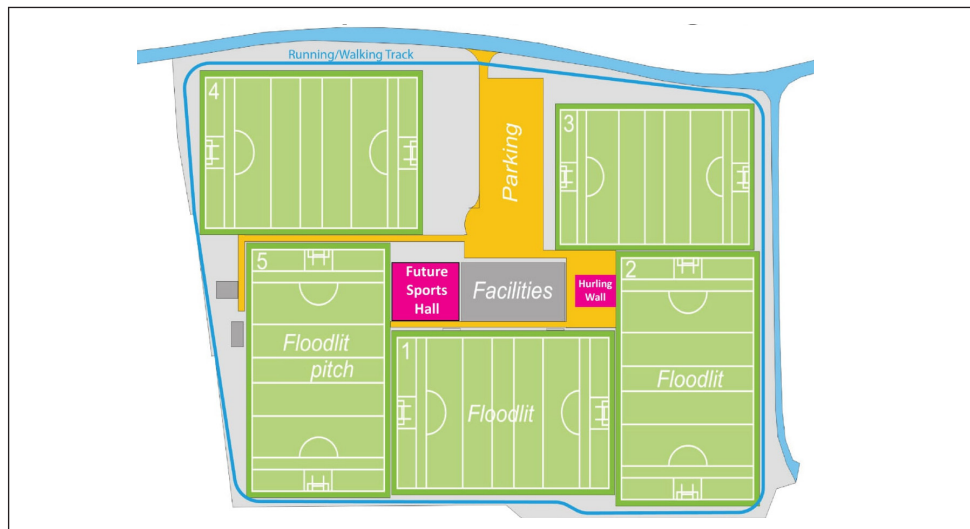 Running/Walking Track
4
Parking
3
5
Future
Sports
Hall
Facilities
Hurling
Wall
2
Floodlit
pitch
1
Floodlit
Floodlit